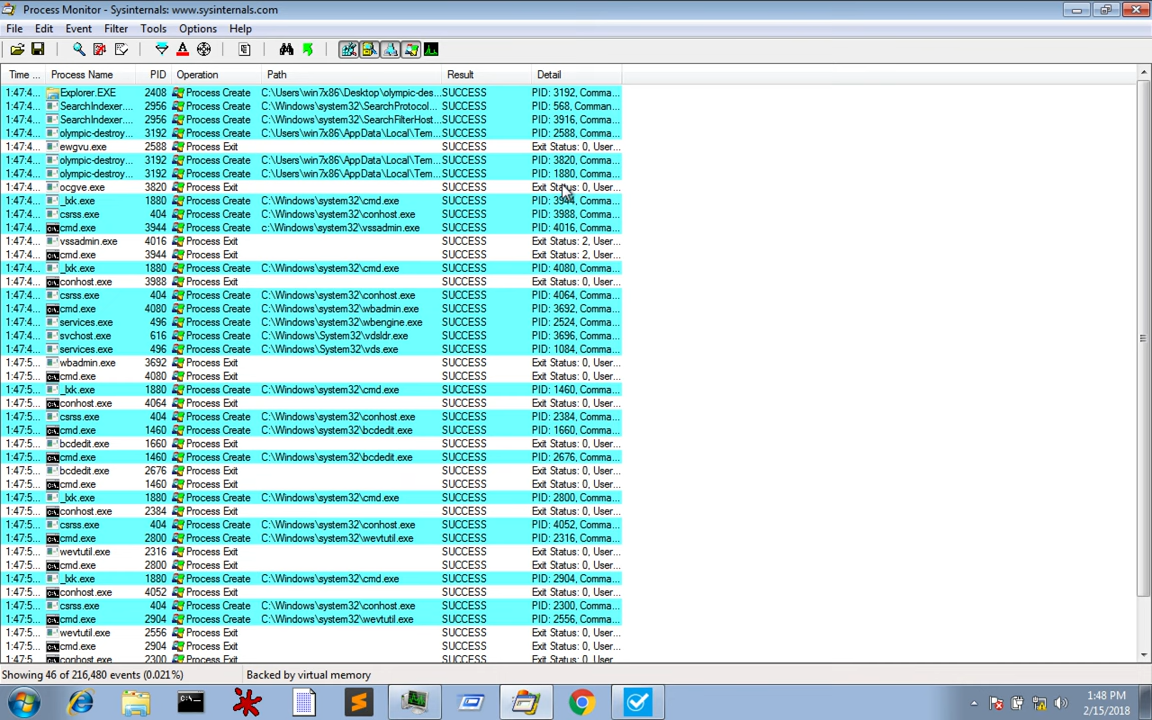 Process Monitor - Sysinternals: www.sysinternals.com
File Edit Event Filter Tools Options Help
Time ... Process Name PID Operation Path Result Detail
1:47:4... Explorer.EXE 2408 Process Create C:\Users\win7x86\Desktop\olympic-des... SUCCESS PID: 3192, Comma...
1:47:4... SearchIndexer.... 2956 Process Create C:\Windows\system32\SearchProtocol... SUCCESS PID: 568, Comman...
1:47:4... SearchIndexer.... 2956 Process Create C:\Windows\system32\SearchFilterHost... SUCCESS PID: 3916, Comma...
1:47:4... olympic-destroy... 3192 Process Create C:\Users\win7x86\AppData\Local\Tem... SUCCESS PID: 2588, Comma...
1:47:4... ewgvu.exe 2588 Process Exit SUCCESS Exit Status: 0, User...
1:47:4... olympic-destroy... 3192 Process Create C:\Users\win7x86\AppData\Local\Tem... SUCCESS PID: 3820, Comma...
1:47:4... olympic-destroy... 3192 Process Create C:\Users\win7x86\AppData\Local\Tem... SUCCESS PID: 1880, Comma...
1:47:4... ocgve.exe 3820 Process Exit SUCCESS Exit Status: 0, User...
1:47:4... _lxk.exe 1880 Process Create C:\Windows\system32\cmd.exe SUCCESS PID: 3944, Comma...
1:47:4... csrss.exe 404 Process Create C:\Windows\system32\conhost.exe SUCCESS PID: 3988, Comma...
1:47:4... cmd.exe 3944 Process Create c:\Windows\system32\vssadmin.exe SUCCESS PID: 4016, Comma...
1:47:4... vssadmin.exe 4016 Process Exit SUCCESS Exit Status: 2, User...
1:47:4... cmd.exe 3944 Process Exit SUCCESS Exit Status: 2, User...
1:47:4... _lxk.exe 1880 Process Create C:\Windows\system32\cmd.exe SUCCESS PID: 4080, Comma...
1:47:4... conhost.exe 3988 Process Exit SUCCESS Exit Status: 0, User...
1:47:4... csrss.exe 404 Process Create C:\Windows\system32\conhost.exe SUCCESS PID: 4064, Comma...
1:47:4... cmd.exe 4080 Process Create C:\Windows\system32\wbadmin.exe SUCCESS PID: 3692, Comma...
1:47:4... services.exe 496 Process Create C:\Windows\system32\wbengine.exe SUCCESS PID: 2524, Comma...
1:47:4... svchost.exe 616 Process Create C:\Windows\System32\vdsldr.exe SUCCESS PID: 3696, Comma...
1:47:4... services.exe 496 Process Create C:\Windows\System32\vds.exe SUCCESS PID: 1084, Comma...
1:47:5... wbadmin.exe 3692 Process Exit SUCCESS Exit Status: 0, User...
1:47:5... cmd.exe 4080 Process Exit SUCCESS Exit Status: 0, User...
1:47:5... _lxk.exe 1880 Process Create C:\Windows\system32\cmd.exe SUCCESS PID: 1460, Comma...
1:47:5... conhost.exe 4064 Process Exit SUCCESS Exit Status: 0, User...
1:47:5... csrss.exe 404 Process Create C:\Windows\system32\conhost.exe SUCCESS PID: 2384, Comma...
1:47:5... cmd.exe 1460 Process Create C:\Windows\system32\bcdedit.exe SUCCESS PID: 1660, Comma...
1:47:5... bcdedit.exe 1660 Process Exit SUCCESS Exit Status: 0, User...
1:47:5... cmd.exe 1460 Process Create C:\Windows\system32\bcdedit.exe SUCCESS PID: 2676, Comma...
1:47:5... bcdedit.exe 2676 Process Exit SUCCESS Exit Status: 0, User...
1:47:5... cmd.exe 1460 Process Exit SUCCESS Exit Status: 0, User...
1:47:5... _lxk.exe 1880 Process Create C:\Windows\system32\cmd.exe SUCCESS PID: 2800, Comma...
1:47:5... conhost.exe 2384 Process Exit SUCCESS Exit Status: 0, User...
1:47:5... csrss.exe 404 Process Create C:\Windows\system32\conhost.exe SUCCESS PID: 4052, Comma...
1:47:5... cmd.exe 2800 Process Create C:\Windows\system32\wevtutil.exe SUCCESS PID: 2316, Comma...
1:47:5... wevtutil.exe 2316 Process Exit SUCCESS Exit Status: 0, User...
1:47:5... cmd.exe 2800 Process Exit SUCCESS Exit Status: 0, User...
1:47:5... _lxk.exe 1880 Process Create C:\Windows\system32\cmd.exe SUCCESS PID: 2904, Comma...
1:47:5... conhost.exe 4052 Process Exit SUCCESS Exit Status: 0, User...
1:47:5... csrss.exe 404 Process Create C:\Windows\system32\conhost.exe SUCCESS PID: 2300, Comma...
1:47:5... cmd.exe 2904 Process Create C:\Windows\system32\wevtutil.exe SUCCESS PID: 2556, Comma...
1:47:5... wevtutil.exe 2556 Process Exit SUCCESS Exit Status: 0, User...
1:47:5... cmd.exe 2904 Process Exit SUCCESS Exit Status: 0, User...
1:47:5... conhost.exe 2300 Process Exit SUCCESS Exit Status: 0, User...
Showing 46 of 216,480 events (0.021%) Backed by virtual memory
1:48 PM
2/15/2018